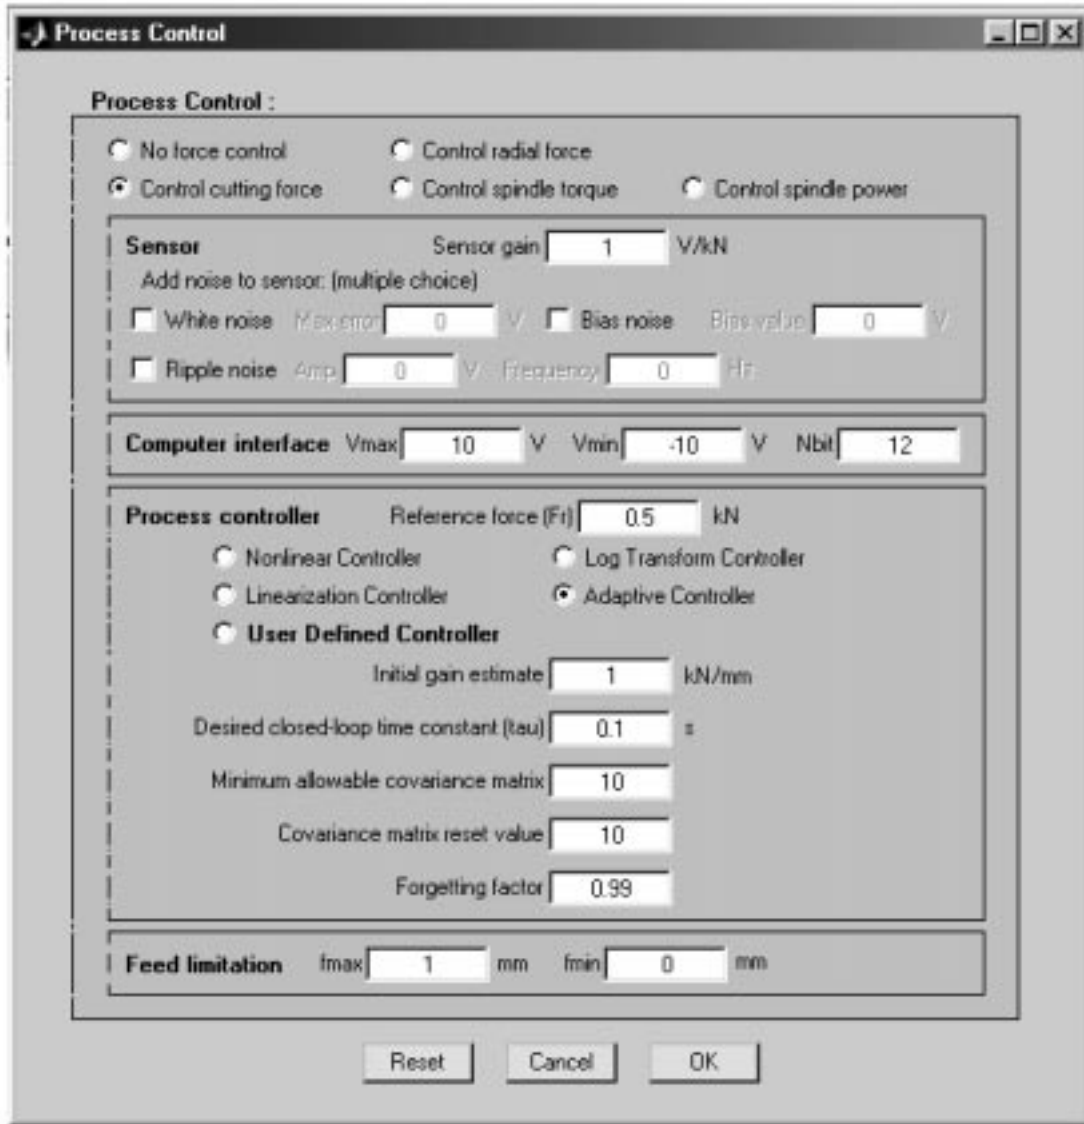 Process Control
Process Control :
No force control Control radial force
Control cutting force Control spindle torque Control spindle power
Sensor Sensor gain 1 V/kN
Add noise to sensor: (multiple choice)
White noise Max error 0 V Bias noise Bias value 0 V
Ripple noise Amp 0 V Frequency 0 Hz
Computer interface Vmax 10 V Vmin -10 V Nbit 12
Process controller Reference force (Fr) 0.5 kN
Nonlinear Controller Log Transform Controller
Linearization Controller Adaptive Controller
User Defined Controller
Initial gain estimate 1 kN/mm
Desired closed-loop time constant (tau) 0.1 s
Minimum allowable covariance matrix 10
Covariance matrix reset value 10
Forgetting factor 0.99
Feed limitation fmax 1 mm fmin 0 mm
Reset Cancel OK